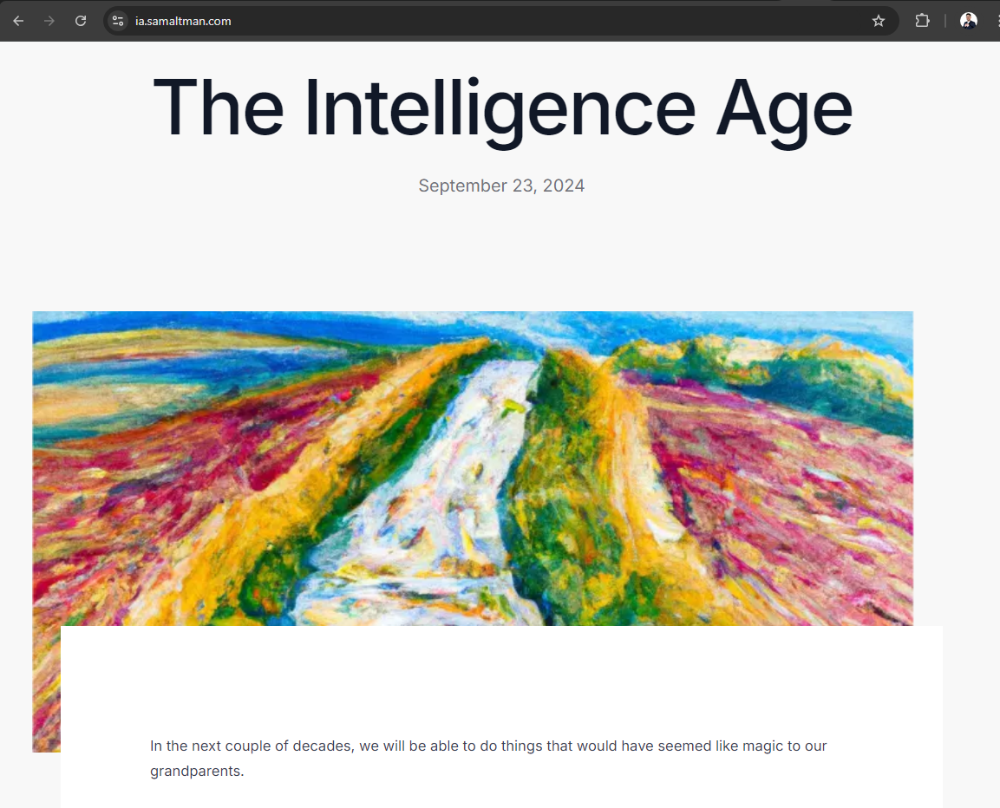 ia.samaltman.com
The Intelligence Age
September 23, 2024
In the next couple of decades, we will be able to do things that would have seemed like magic to our
grandparents.